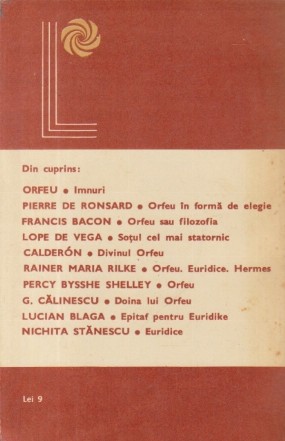 Din cuprins:
ORFEU • Imnuri
PIERRE DE RONSARD • Orfeu în formă de elegie
FRANCIS BACON • Orfeu sau filozofia
LOPE DE VEGA • Soțul cel mai statornic
CALDERÓN • Divinul Orfeu
RAINER MARIA RILKE • Orfeu. Euridice. Hermes
PERCY BYSSHE SHELLEY • Orfeu
G. CĂLINESCU • Doina lui Orfeu
LUCIAN BLAGA • Epitaf pentru Euridike
NICHITA STĂNESCU • Euridice
Lei 9